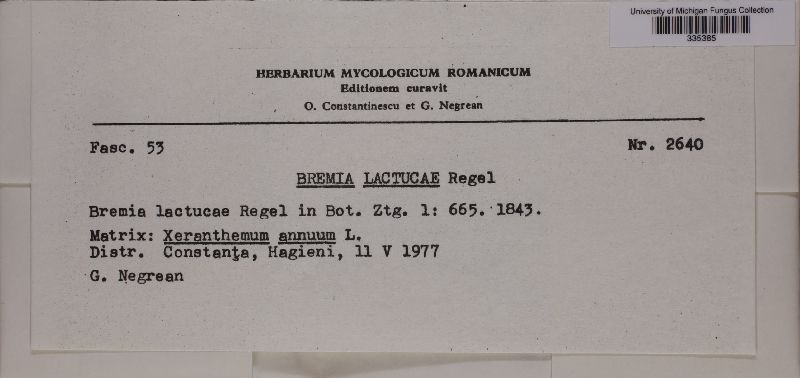 University of Michigan Fungus Collection
335385
HERBARIUM MYCOLOGICUM ROMANICUM
Editionem curavit
O. Constantinescu et G. Negrean
Fasc. 53
Nr. 2640
BREMIA LACTUCAE Regel
Bremia lactucae Regel in Bot. Ztg. 1: 665. 1843.
Matrix: Xeranthemum annuum L.
Distr. Constanţa, Hagieni, 11 V 1977
G. Negrean